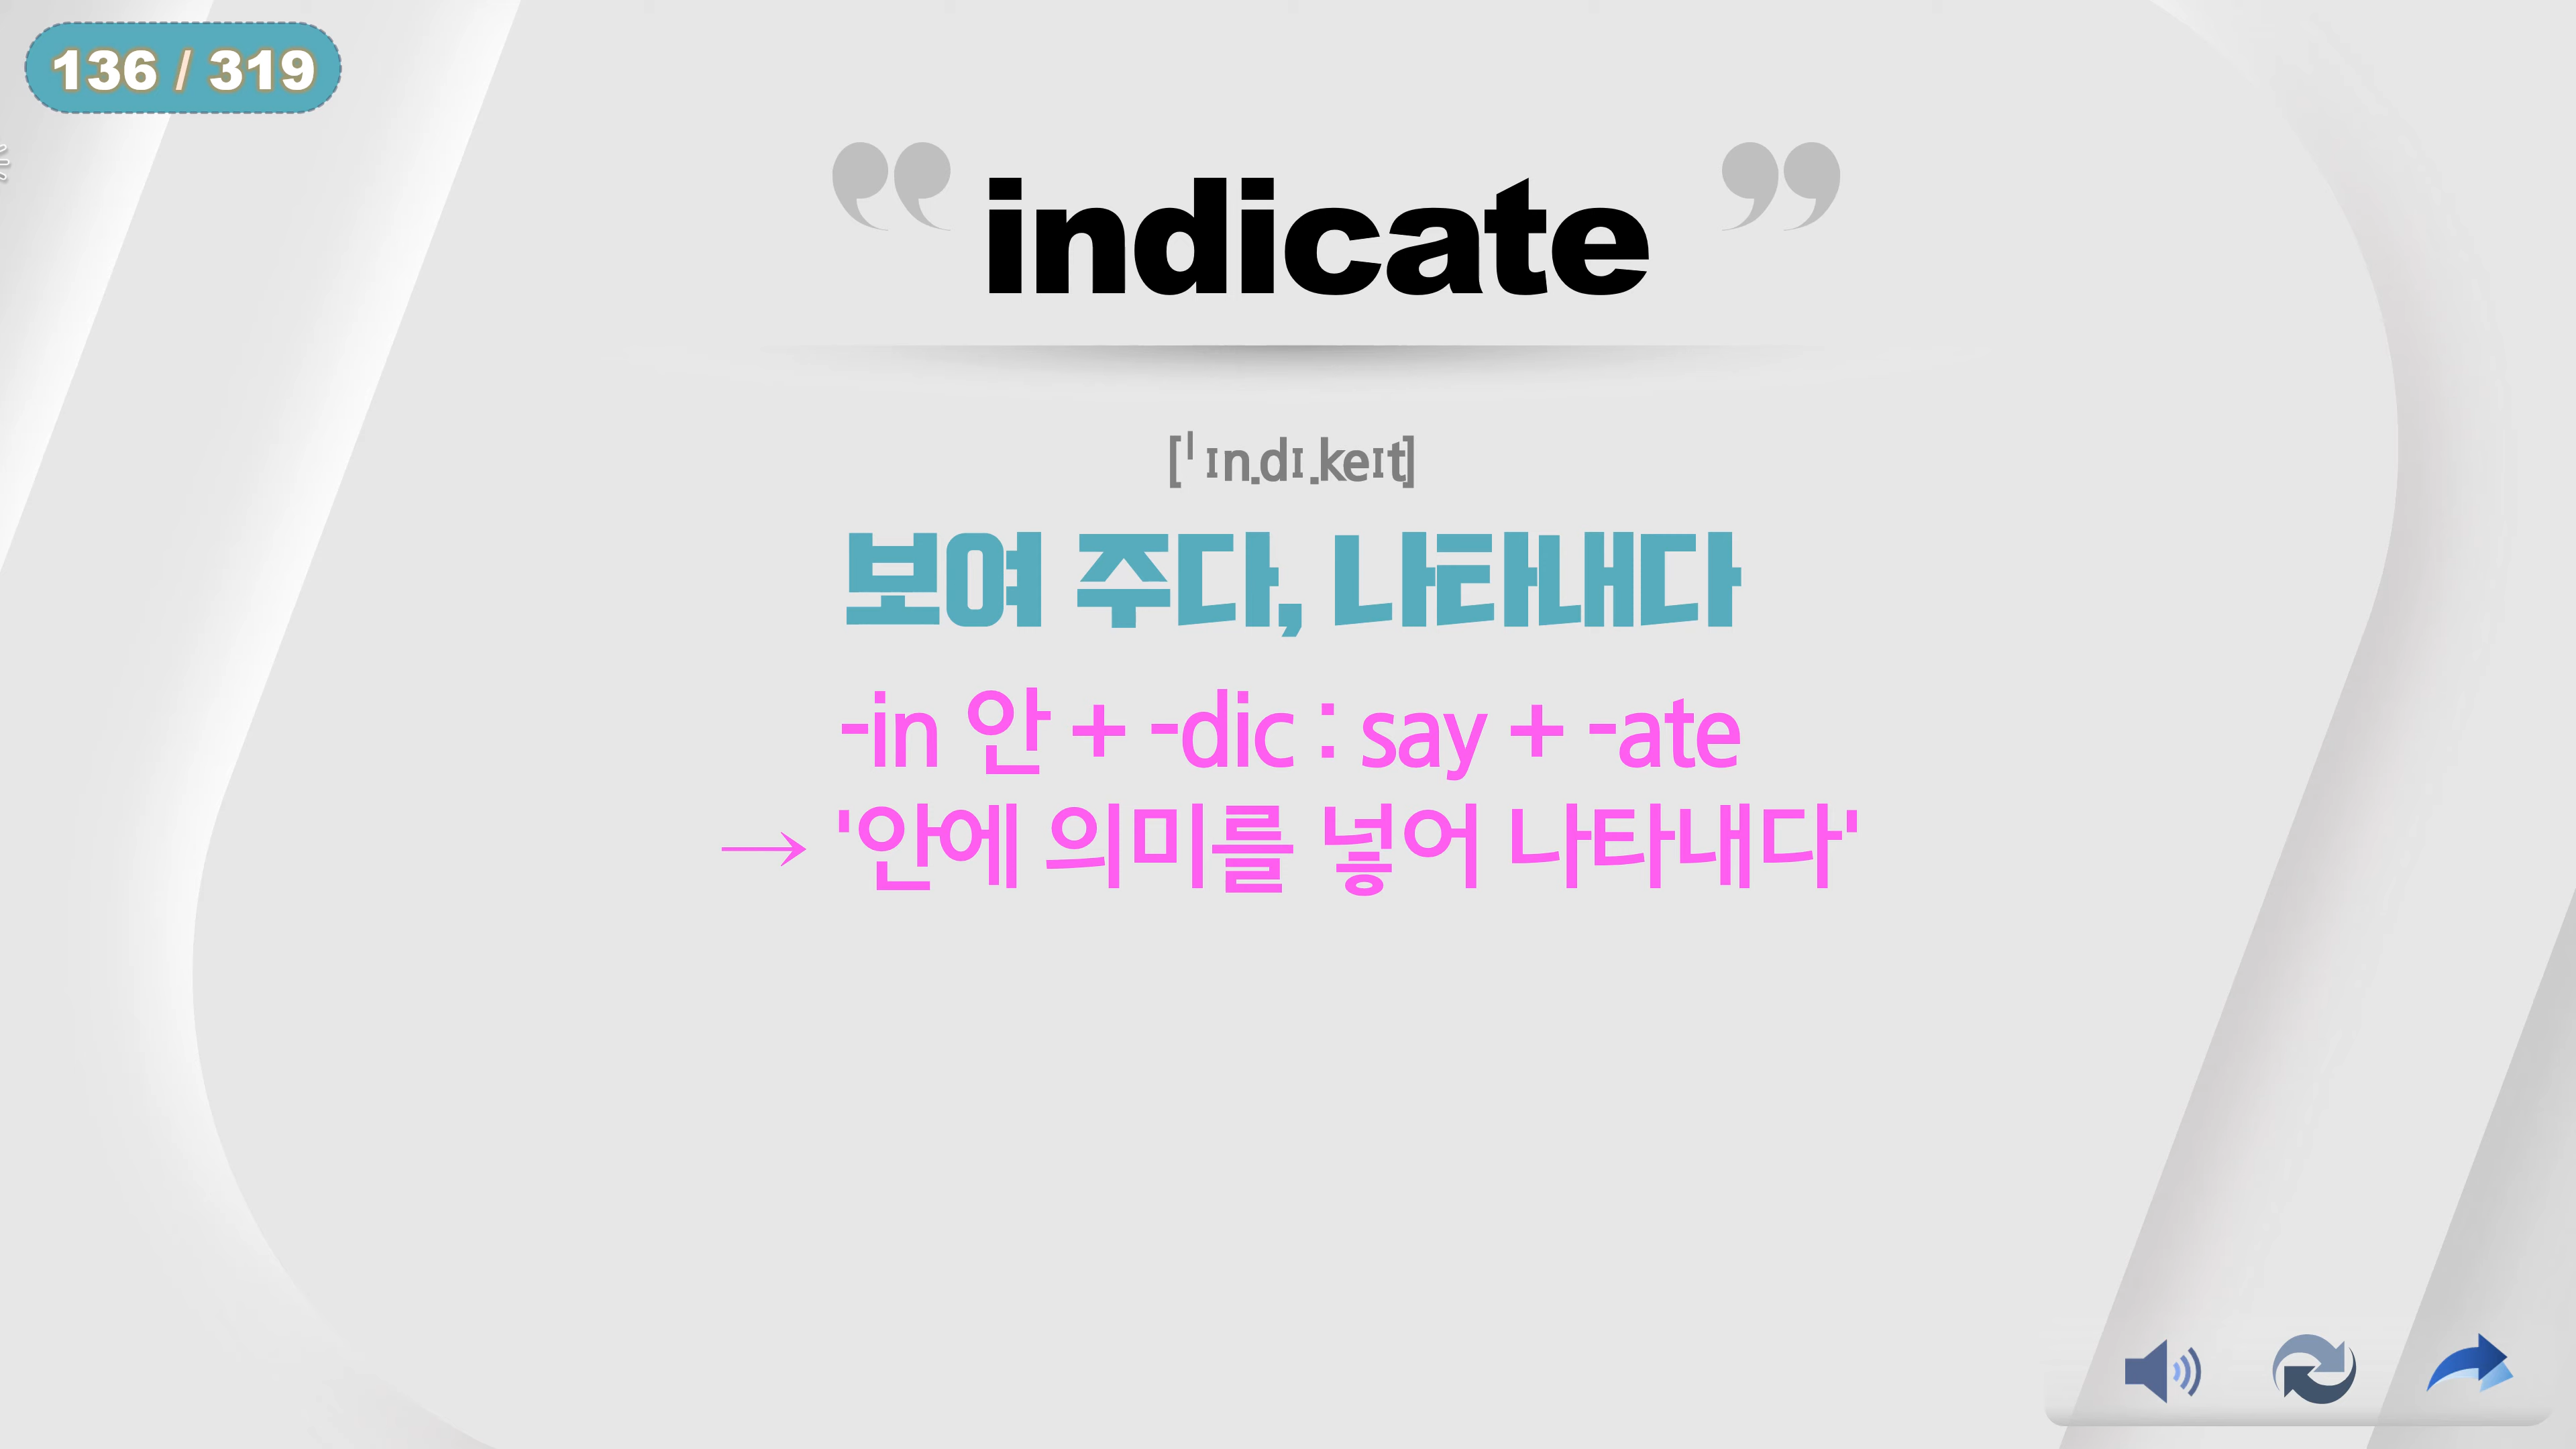 136 / 319
“ indicate ”
[ˈɪn.dɪ.keɪt]
보여 주다, 나타내다
-in 안 + -dic : say + -ate
→ '안에 의미를 넣어 나타내다'